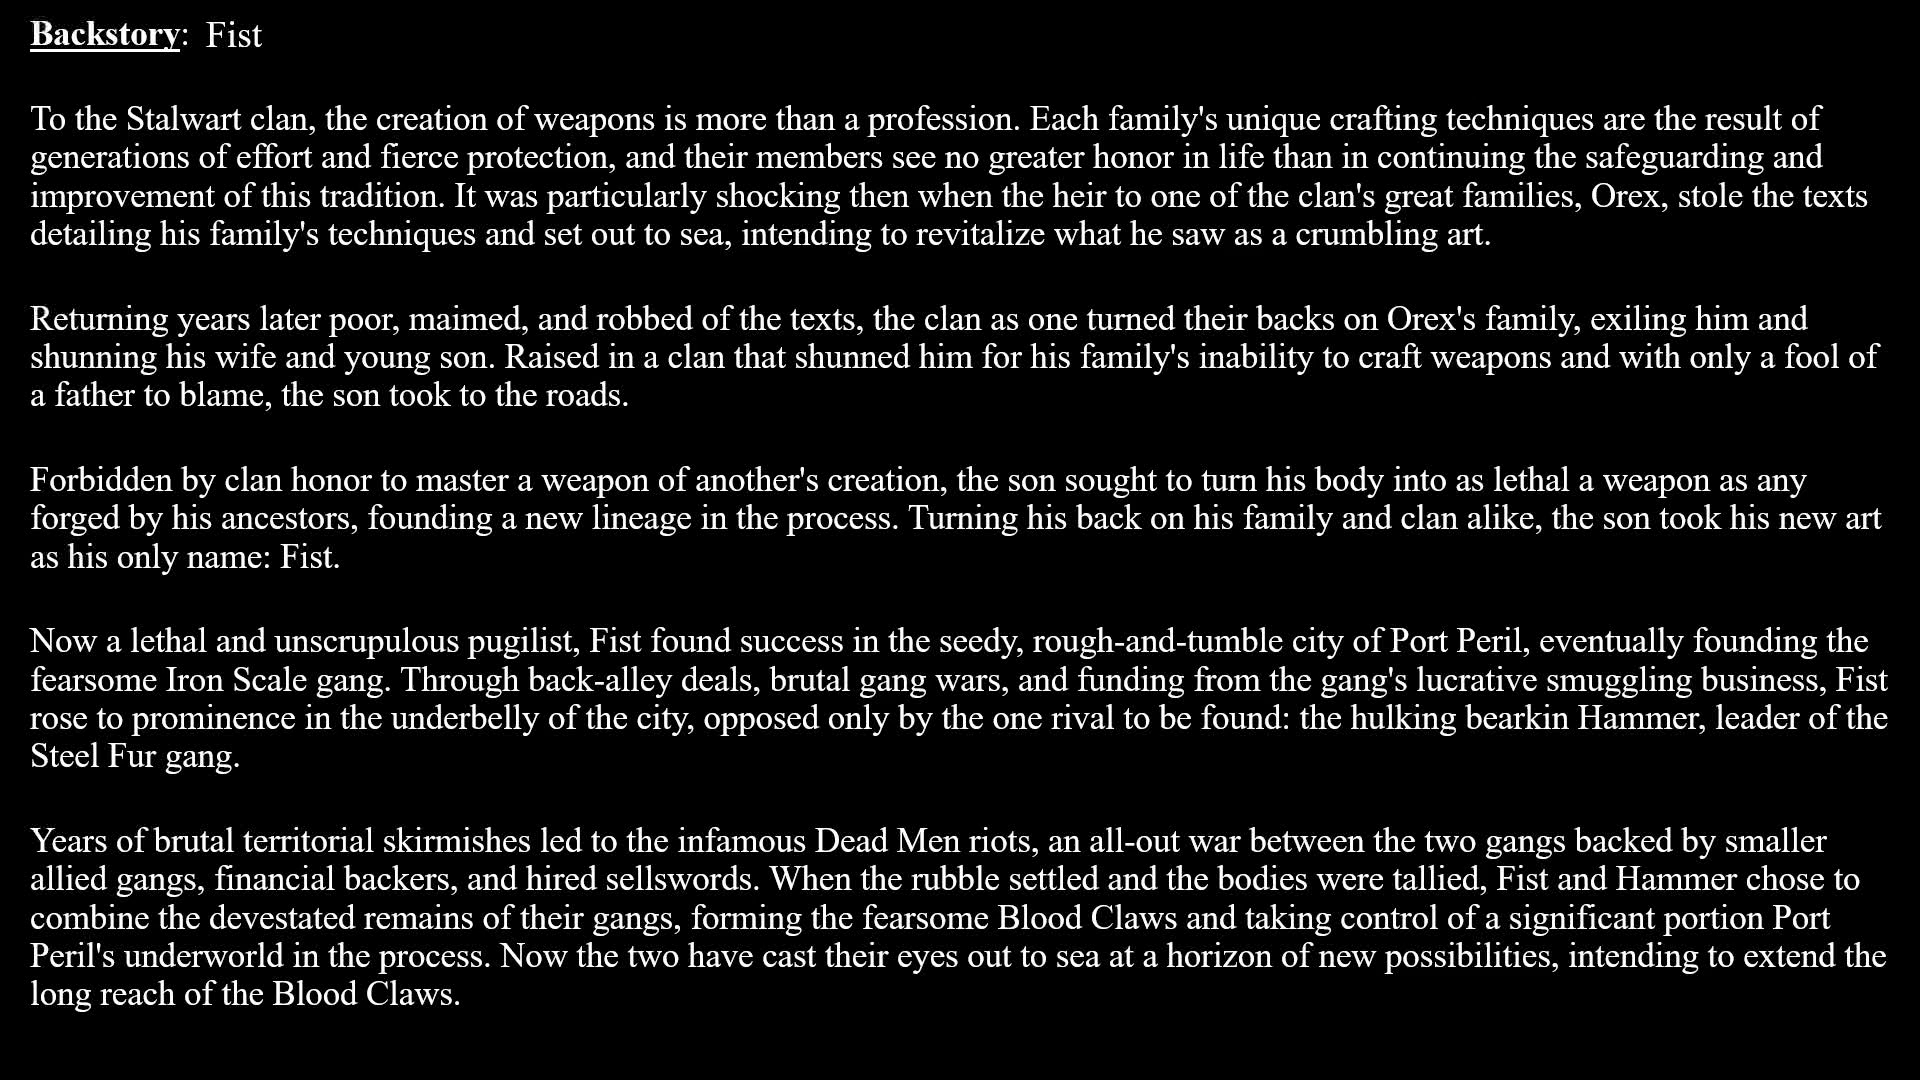 Backstory: Fist
To the Stalwart clan, the creation of weapons is more than a profession. Each family's unique crafting techniques are the result of
generations of effort and fierce protection, and their members see no greater honor in life than in continuing the safeguarding and
improvement of this tradition. It was particularly shocking then when the heir to one of the clan's great families, Orex, stole the texts
detailing his family's techniques and set out to sea, intending to revitalize what he saw as a crumbling art.
Returning years later poor, maimed, and robbed of the texts, the clan as one turned their backs on Orex's family, exiling him and
shunning his wife and young son. Raised in a clan that shunned him for his family's inability to craft weapons and with only a fool of
a father to blame, the son took to the roads.
Forbidden by clan honor to master a weapon of another's creation, the son sought to turn his body into as lethal a weapon as any
forged by his ancestors, founding a new lineage in the process. Turning his back on his family and clan alike, the son took his new art
as his only name: Fist.
Now a lethal and unscrupulous pugilist, Fist found success in the seedy, rough-and-tumble city of Port Peril, eventually founding the
fearsome Iron Scale gang. Through back-alley deals, brutal gang wars, and funding from the gang's lucrative smuggling business, Fist
rose to prominence in the underbelly of the city, opposed only by the one rival to be found: the hulking bearkin Hammer, leader of the
Steel Fur gang.
Years of brutal territorial skirmishes led to the infamous Dead Men riots, an all-out war between the two gangs backed by smaller
allied gangs, financial backers, and hired sellswords. When the rubble settled and the bodies were tallied, Fist and Hammer chose to
combine the devestated remains of their gangs, forming the fearsome Blood Claws and taking control of a significant portion Port
Peril's underworld in the process. Now the two have cast their eyes out to sea at a horizon of new possibilities, intending to extend the
long reach of the Blood Claws.